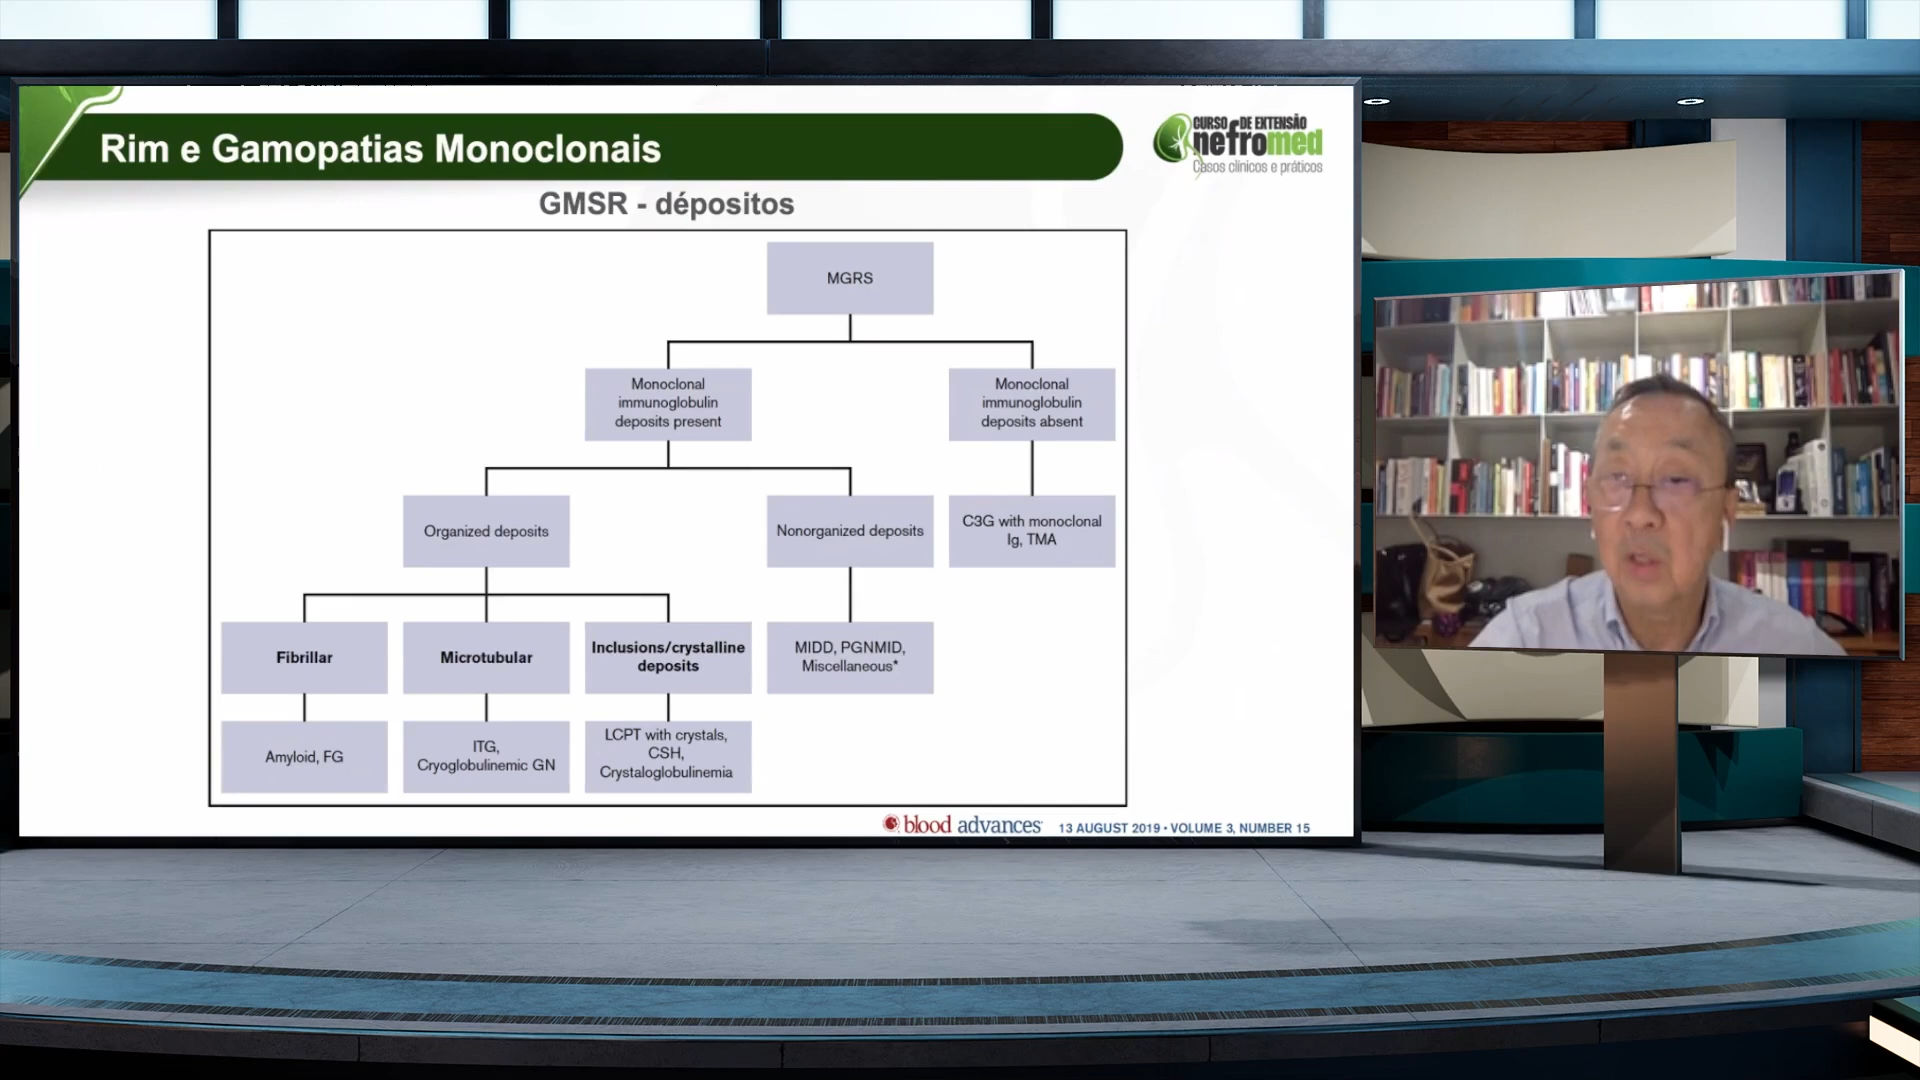 Rim e Gamopatias Monoclonais
CURSO DE EXTENSÃO
nefromed
Casos clínicos e práticos
GMSR - dépositos
MGRS
Monoclonal
immunoglobulin
deposits present
Monoclonal
immunoglobulin
deposits absent
Organized deposits
Nonorganized deposits
C3G with monoclonal
Ig, TMA
Fibrillar
Microtubular
Inclusions/crystalline
deposits
MIDD, PGNMID,
Miscellaneous*
Amyloid, FG
ITG,
Cryoglobulinemic GN
LCPT with crystals,
CSH,
Crystaloglobulinemia
blood advances 13 AUGUST 2019 • VOLUME 3, NUMBER 15